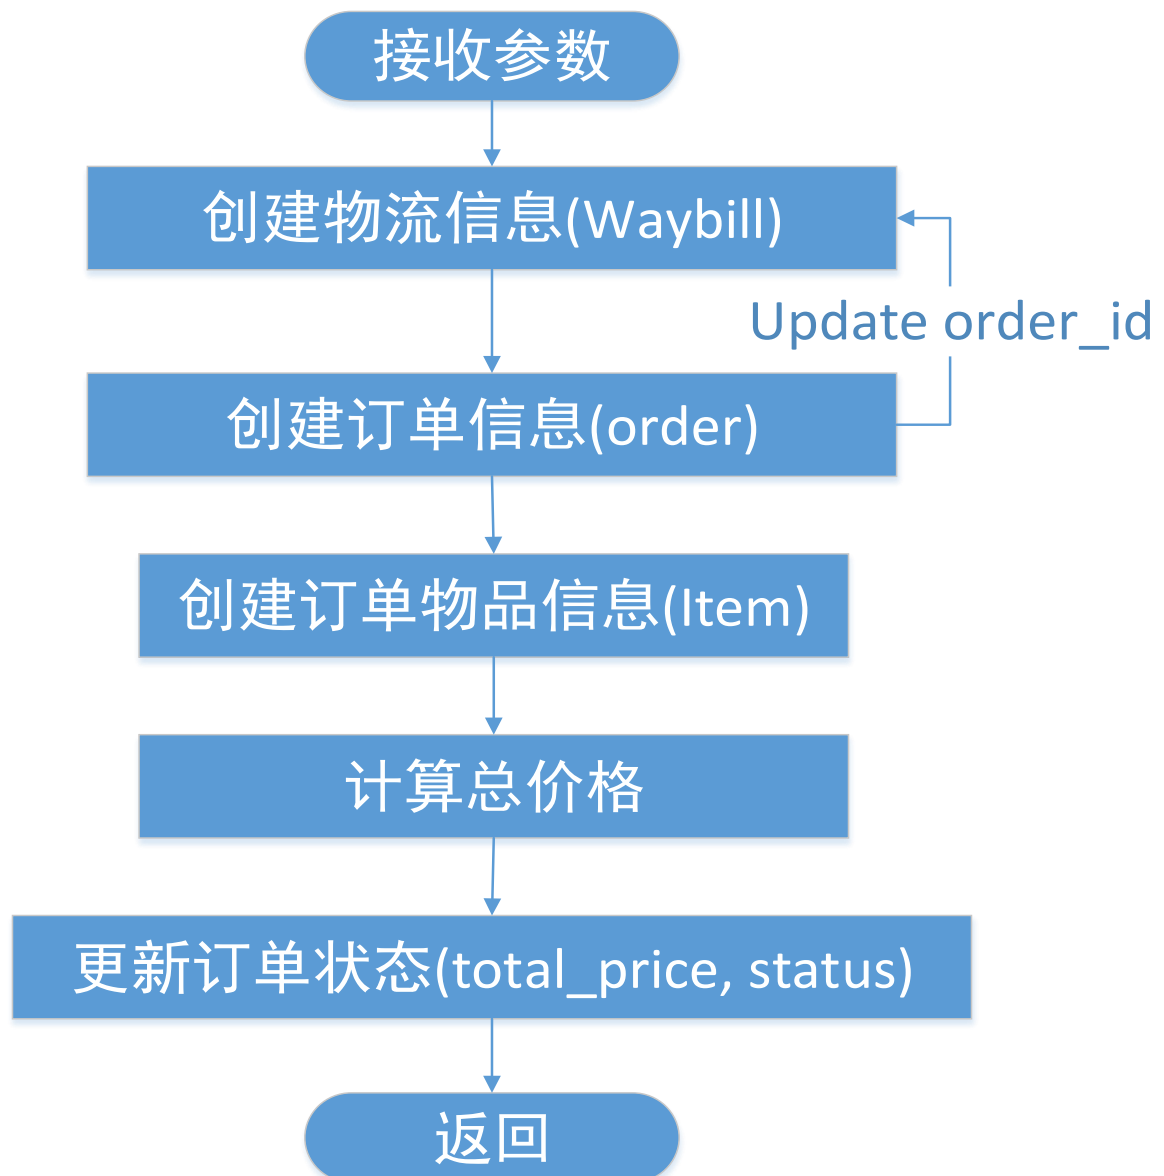 接收参数
创建物流信息(Waybill)
Update order_id
创建订单信息(order)
创建订单物品信息(Item)
计算总价格
更新订单状态(total_price, status)
返回